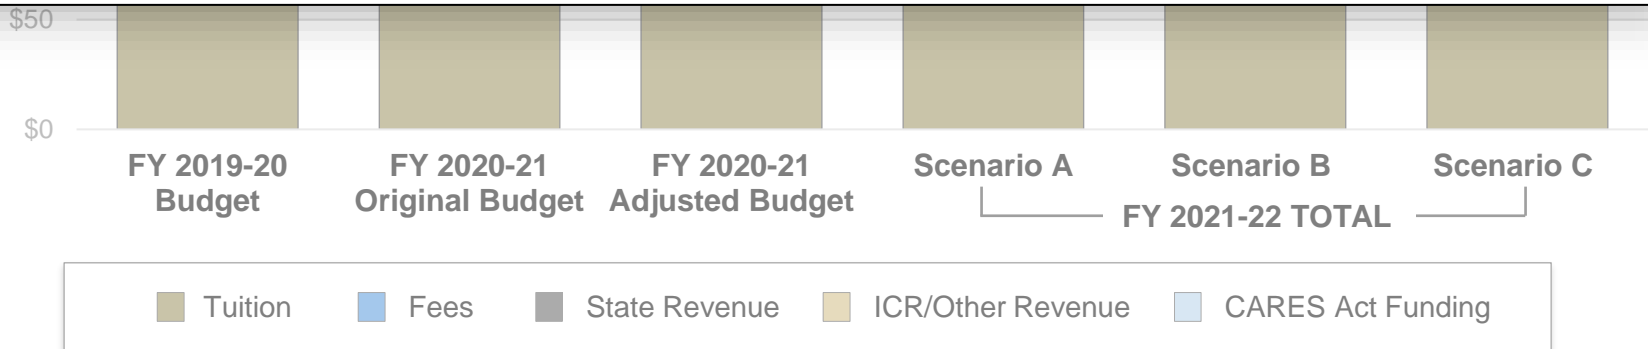 $50
$0
FY 2019-20 FY 2020-21 FY 2020-21 Scenario A Scenario B Scenario C
Budget Original Budget Adjusted Budget
FY 2021-22 TOTAL
Tuition Fees State Revenue ICR/Other Revenue CARES Act Funding